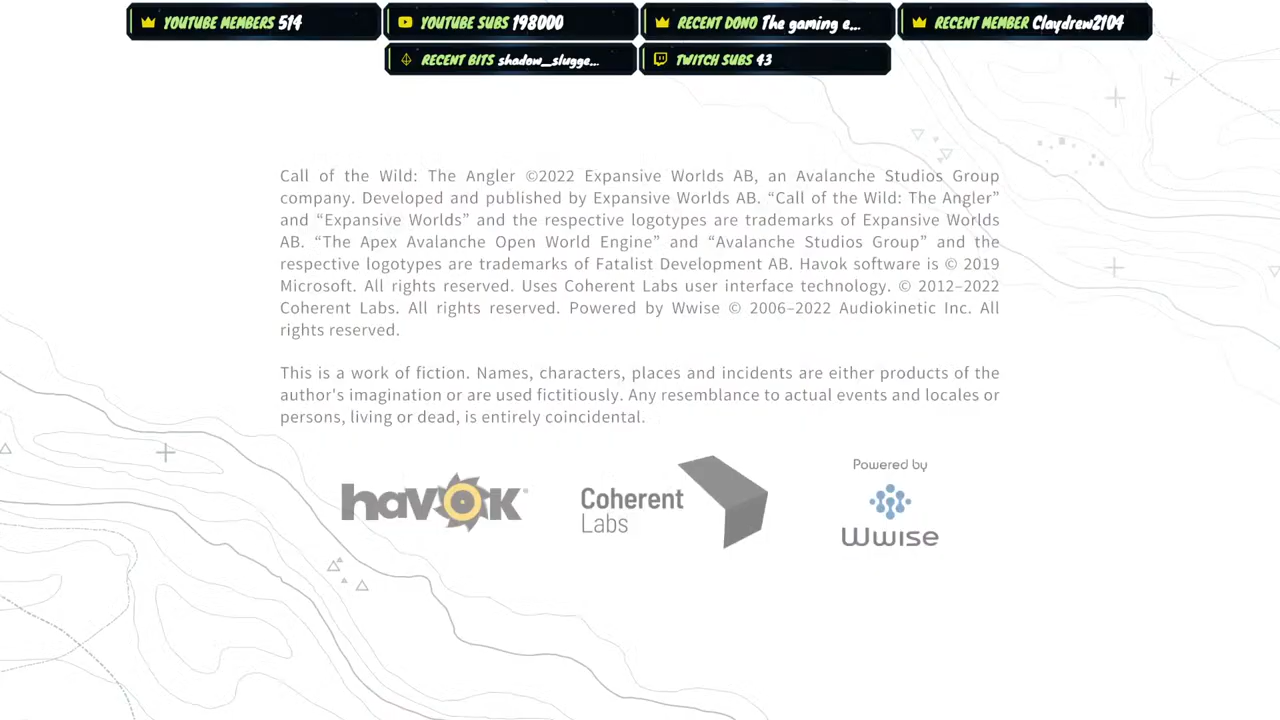 YOUTUBE MEMBERS 514
YOUTUBE SUBS 198000
RECENT DONO The gaming e...
RECENT MEMBER Claydrew2104
RECENT BITS shadow_slugge...
TWITCH SUBS 43
Call of the Wild: The Angler ©2022 Expansive Worlds AB, an Avalanche Studios Group
company. Developed and published by Expansive Worlds AB. “Call of the Wild: The Angler”
and “Expansive Worlds” and the respective logotypes are trademarks of Expansive Worlds
AB. “The Apex Avalanche Open World Engine” and “Avalanche Studios Group” and the
respective logotypes are trademarks of Fatalist Development AB. Havok software is © 2019
Microsoft. All rights reserved. Uses Coherent Labs user interface technology. © 2012–2022
Coherent Labs. All rights reserved. Powered by Wwise © 2006–2022 Audiokinetic Inc. All
rights reserved.
This is a work of fiction. Names, characters, places and incidents are either products of the
author's imagination or are used fictitiously. Any resemblance to actual events and locales or
persons, living or dead, is entirely coincidental.
havok
Coherent
Labs
Powered by
Wwise